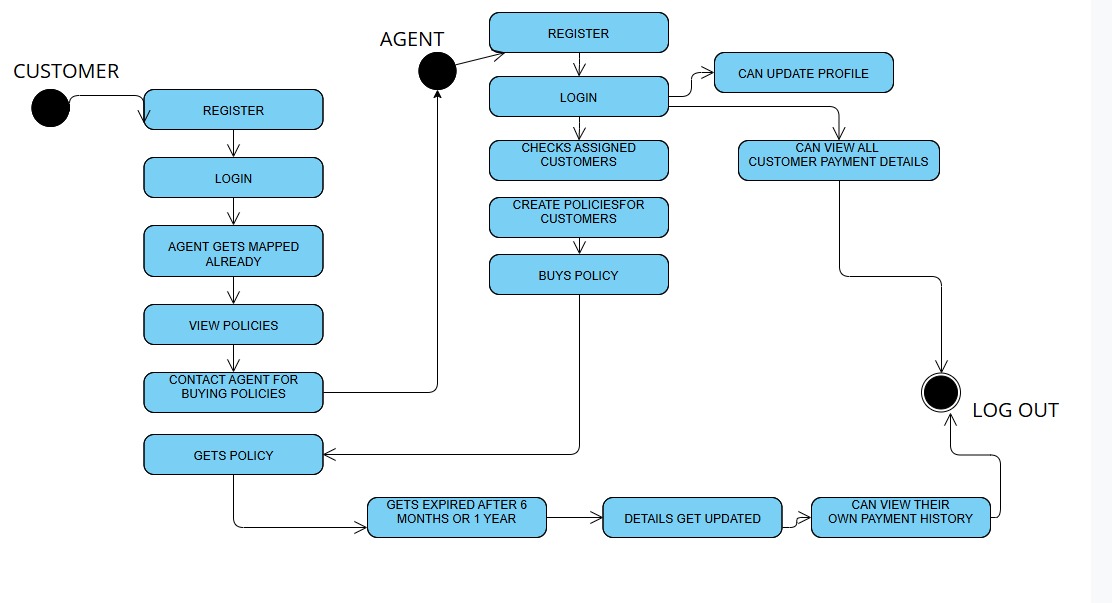 CUSTOMER
REGISTER
LOGIN
AGENT GETS MAPPED
ALREADY
VIEW POLICIES
CONTACT AGENT FOR
BUYING POLICIES
GETS POLICY
AGENT
REGISTER
LOGIN
CHECKS ASSIGNED
CUSTOMERS
CREATE POLICIESFOR
CUSTOMERS
BUYS POLICY
CAN UPDATE PROFILE
CAN VIEW ALL
CUSTOMER PAYMENT DETAILS
GETS EXPIRED AFTER 6
MONTHS OR 1 YEAR
DETAILS GET UPDATED
CAN VIEW THEIR
OWN PAYMENT HISTORY
LOG OUT